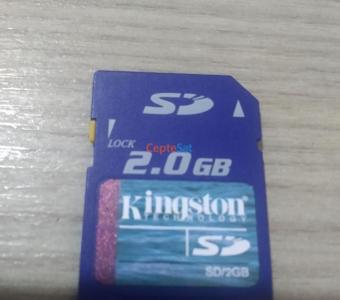 SD
LOCK
CepteSat
2.0GB
Kingston
TECHNOLOGY
SD
SD/2GB